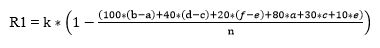 R1 = k * (1 − (100*(b−a)+40*(d−c)+20*(f−e)+80*a+30*c+10*e) / n)